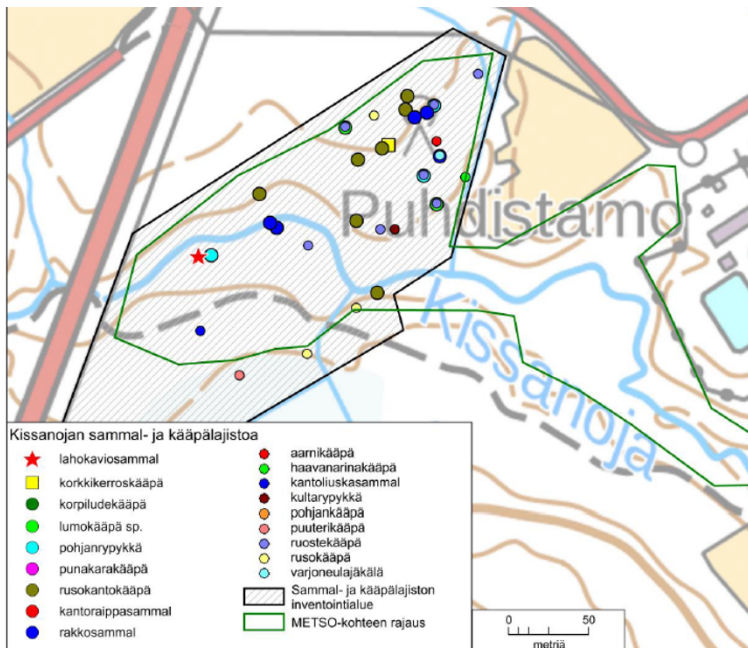 Puhdistamo
Kissanoja
Kissanojan sammal- ja kääpälajistoa
lahokaviosammal
korkkikerroskääpä
korpiludekääpä
lumokääpä sp.
pohjanrypykkä
punakarakääpä
rusokantokääpä
kantoraippasammal
rakkosammal
aarnikääpä
haavanarinakääpä
kantoliuskasammal
kultarypykkä
pohjankääpä
puuterikääpä
ruostekääpä
rusokääpä
varjoneulajäkälä
Sammal- ja kääpälajiston
inventointialue
METSO-kohteen rajaus
0 50
metriä